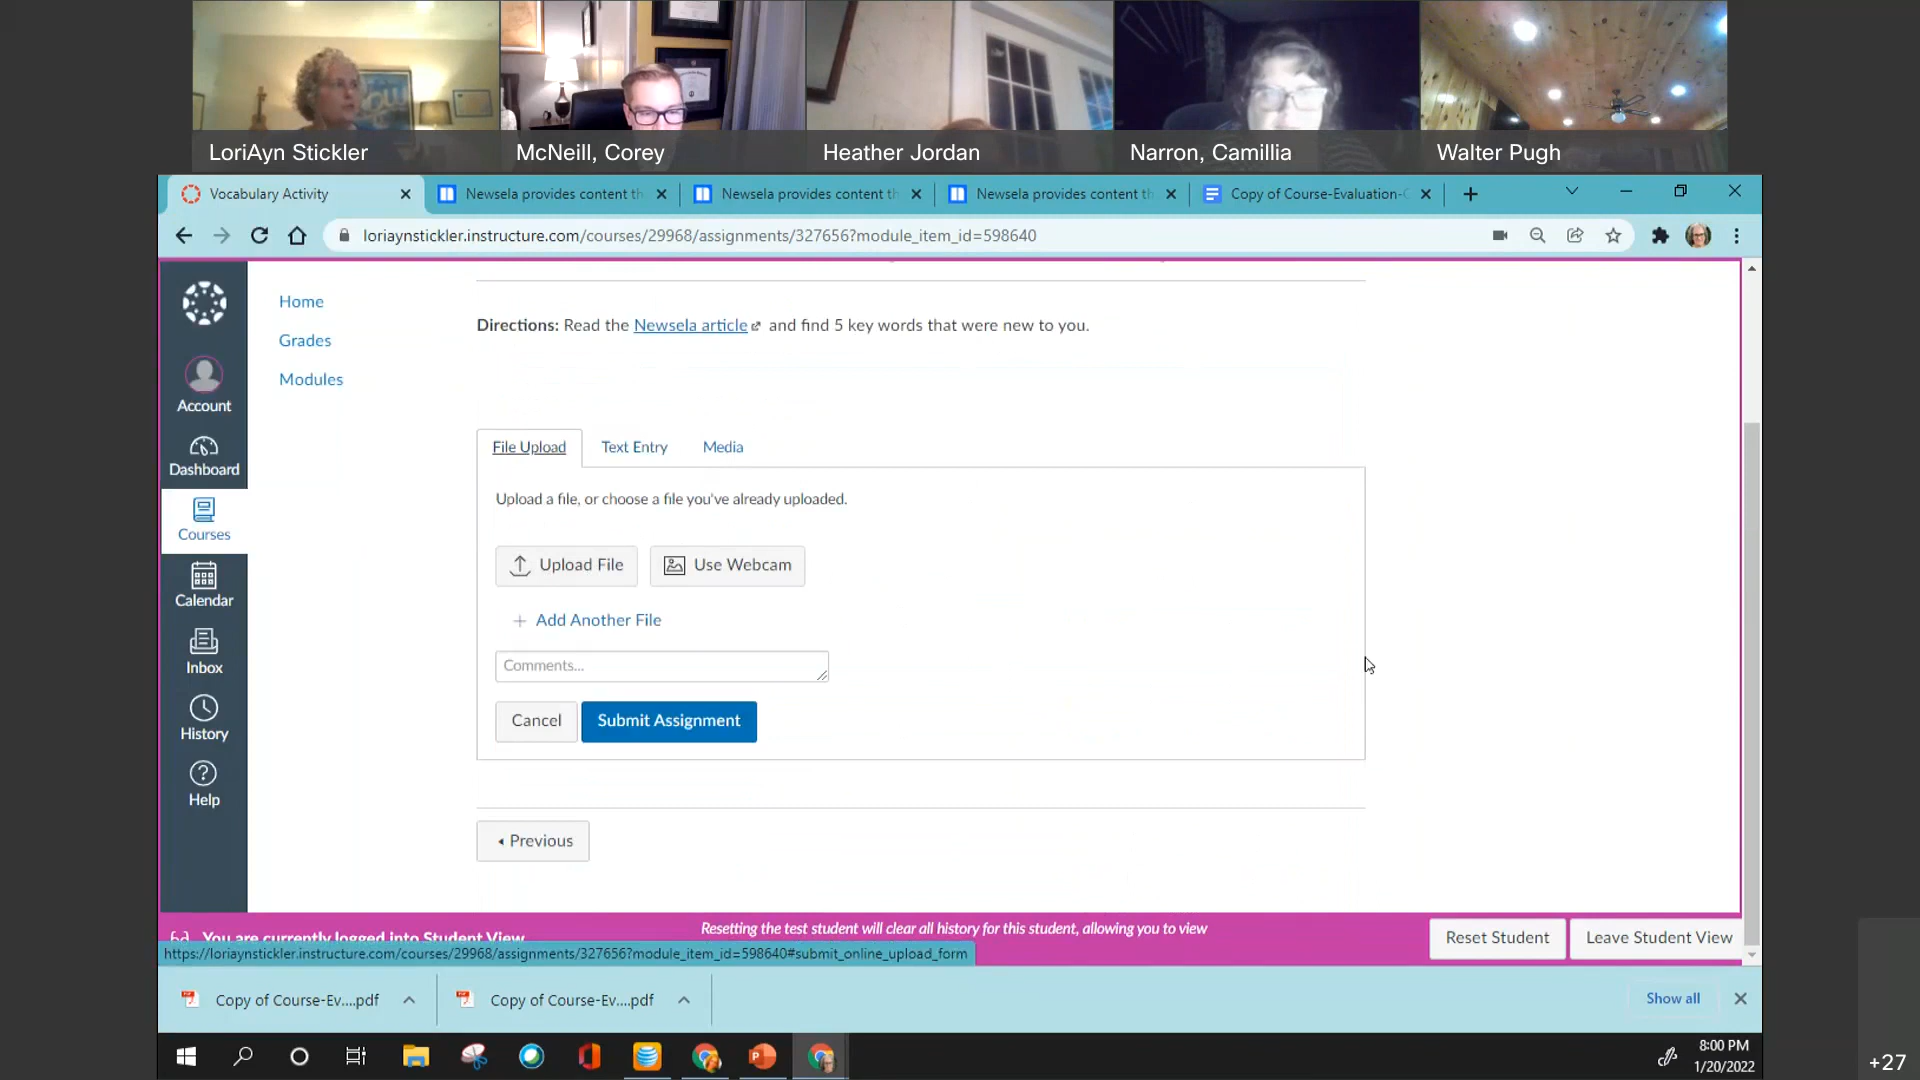 LoriAyn Stickler
McNeill, Corey
Heather Jordan
Narron, Camillia
Walter Pugh
Vocabulary Activity
Newsela provides content th
Newsela provides content th
Newsela provides content th
Copy of Course-Evaluation-
loriaynstickler.instructure.com/courses/29968/assignments/327656?module_item_id=598640
Home
Grades
Modules
Account
Dashboard
Courses
Calendar
Inbox
History
Help
Directions: Read the Newsela article and find 5 key words that were new to you.
File Upload
Text Entry
Media
Upload a file, or choose a file you've already uploaded.
Upload File
Use Webcam
+ Add Another File
Comments...
Cancel
Submit Assignment
Previous
You are currently logged into Student View
Resetting the test student will clear all history for this student, allowing you to view
Reset Student
Leave Student View
https://loriaynstickler.instructure.com/courses/29968/assignments/327656?module_item_id=598640#submit_online_upload_form
Copy of Course-Ev....pdf
Copy of Course-Ev....pdf
Show all
8:00 PM
1/20/2022
+27